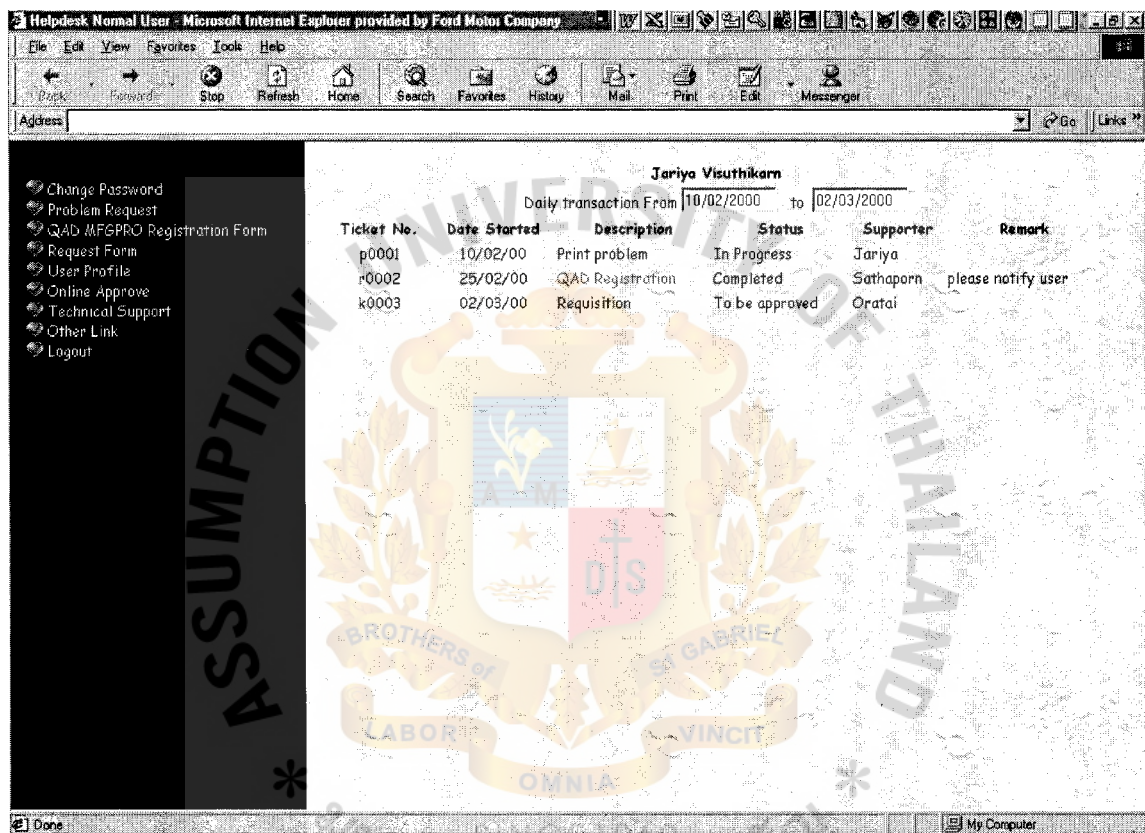 Helpdesk Normal User - Microsoft Internet Explorer provided by Ford Motor Company
File Edit View Favorites Tools Help
Back Forward Stop Refresh Home Search Favorites History Mail Print Edit Messenger
Address Go Links »
Change Password
Problem Request
QAD MFGPRO Registration Form
Request Form
User Profile
Online Approve
Technical Support
Other Link
Logout
Jariya Visuthikarn
Daily transaction From 10/02/2000 to 02/03/2000
Ticket No. Date Started Description Status Supporter Remark
p0001 10/02/00 Print problem In Progress Jariya
r0002 25/02/00 QAD Registration Completed Sathaporn please notify user
k0003 02/03/00 Requisition To be approved Oratai
ASSUMPTION UNIVERSITY OF THAILAND
A M
D S
BROTHERS of ST GABRIEL
LABOR VINCIT
OMNIA
* *
Done My Computer